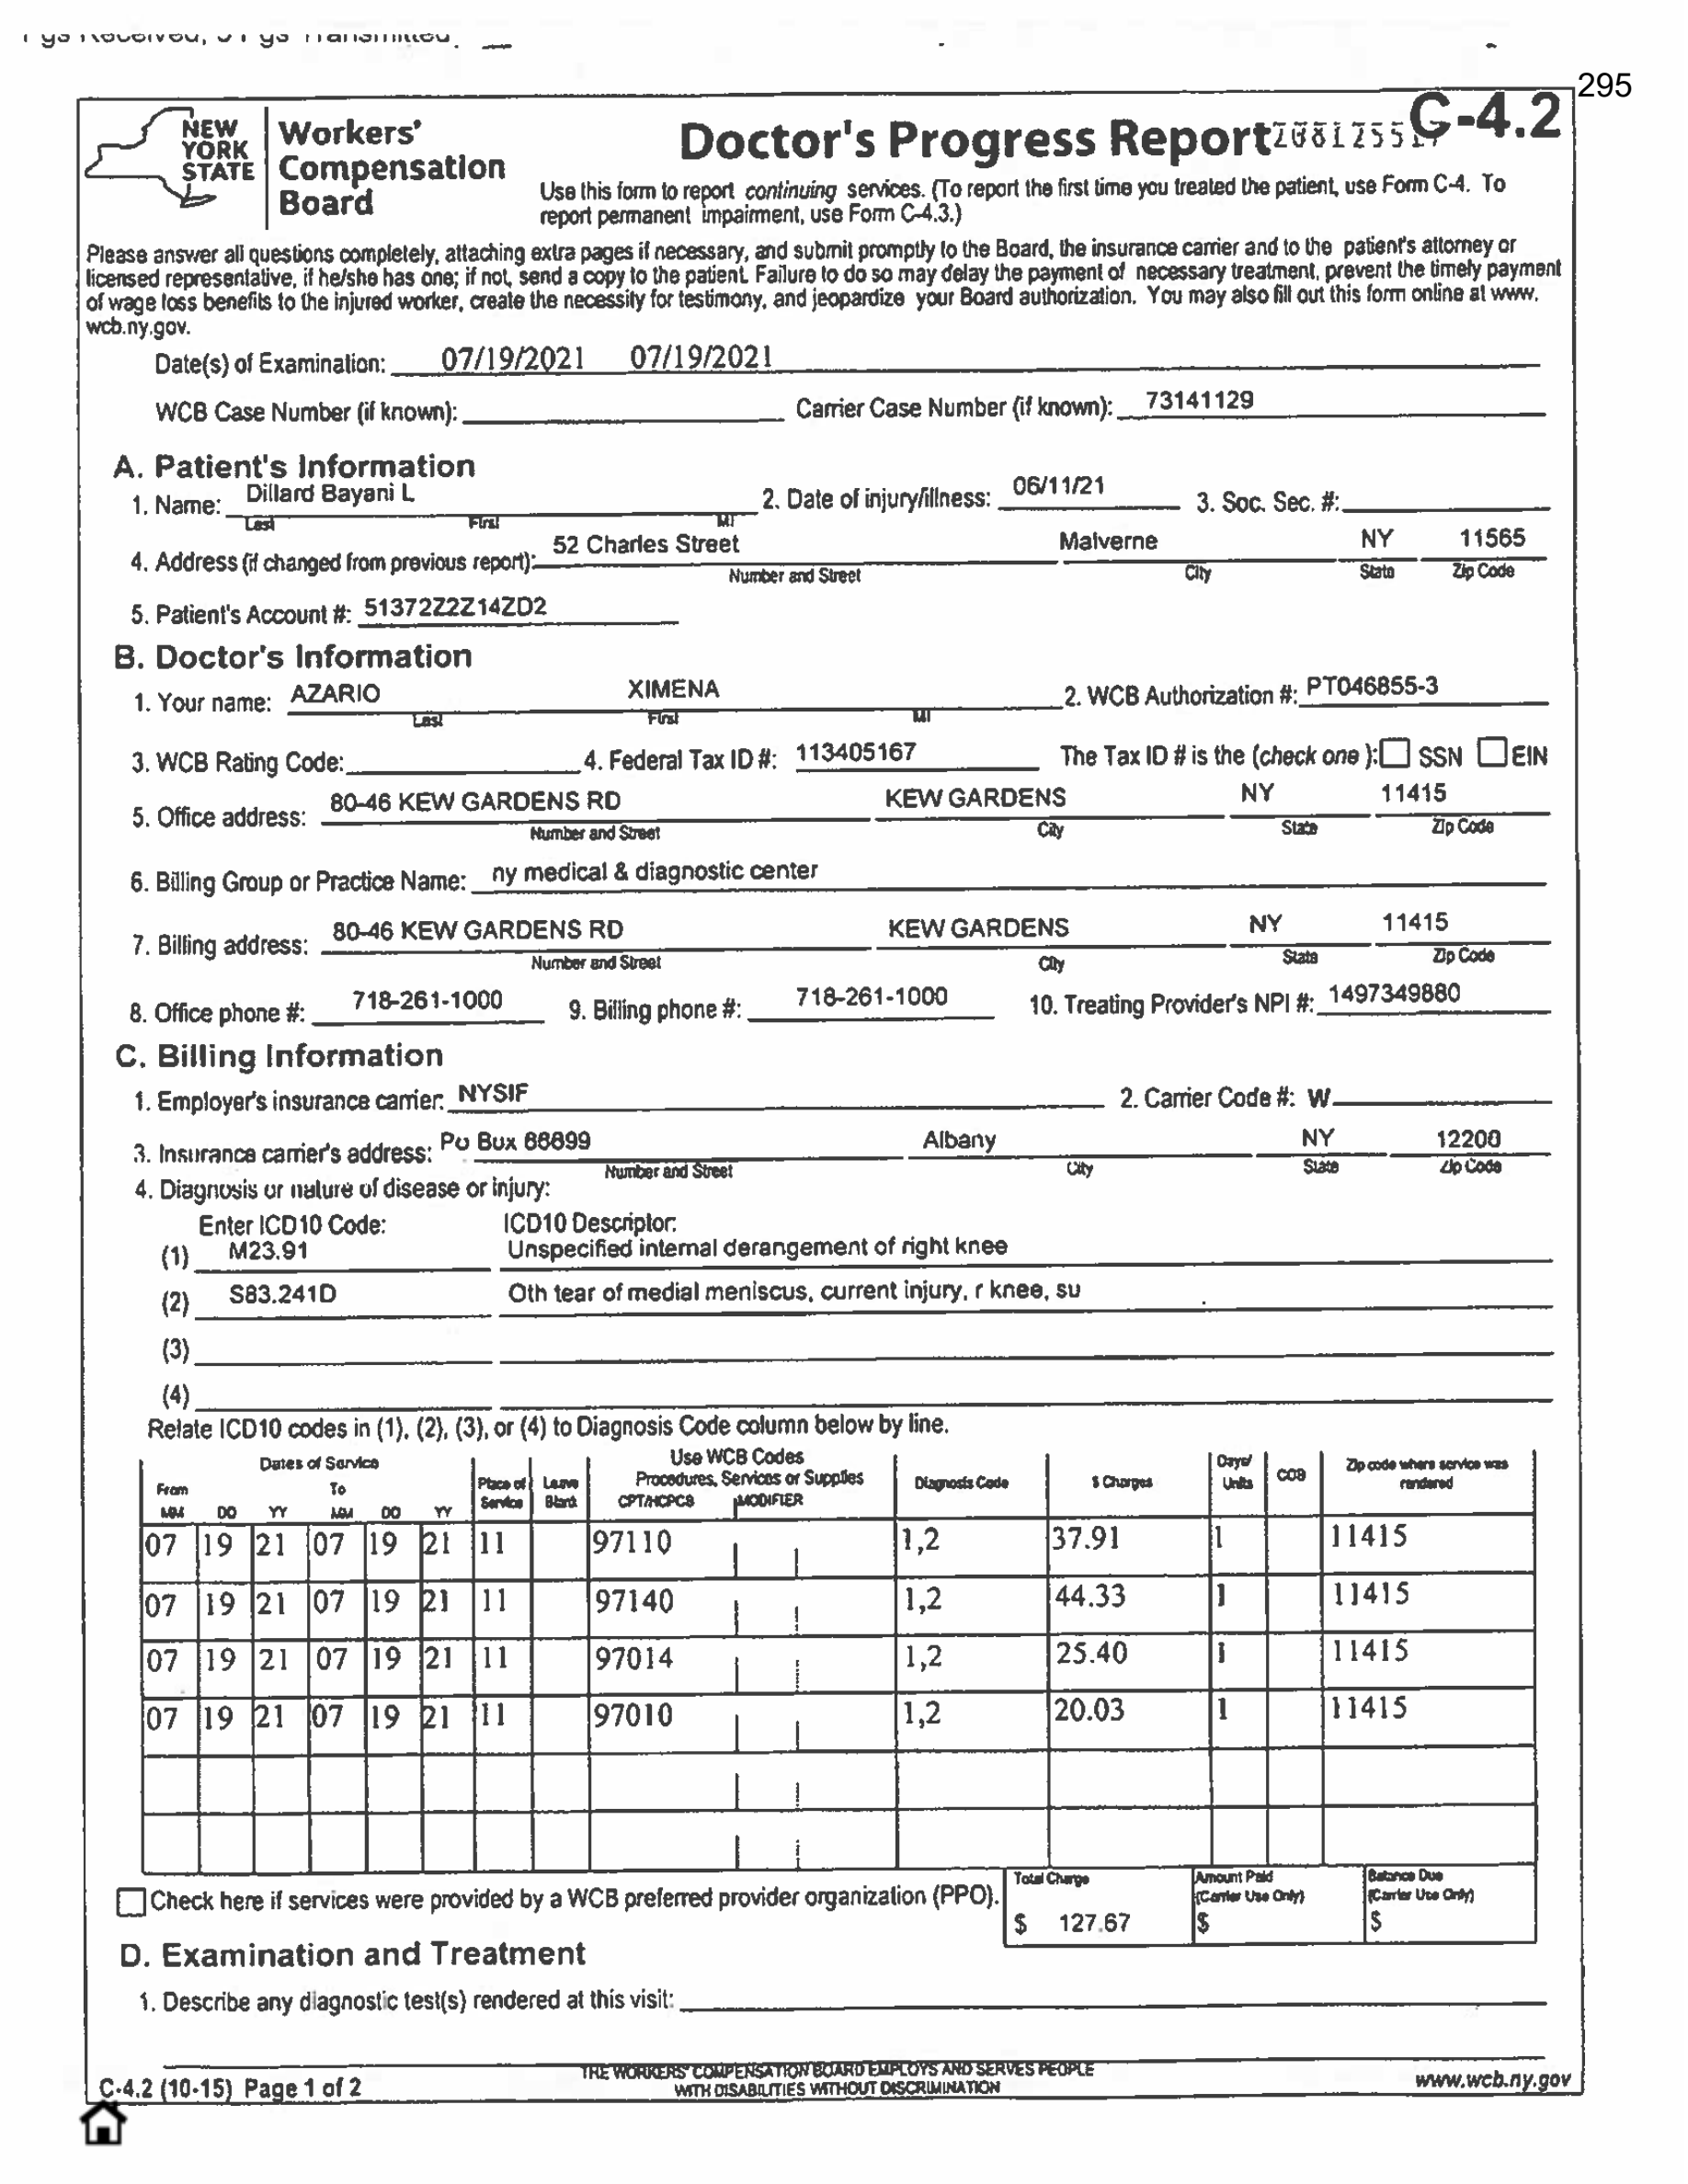 295
NEW YORK STATE
Workers' Compensation Board
Doctor's Progress Report
C-4.2
Use this form to report continuing services. (To report the first time you treated the patient, use Form C-4. To
report permanent impairment, use Form C-4.3.)
Please answer all questions completely, attaching extra pages if necessary, and submit promptly to the Board, the insurance carrier and to the patient's attorney or
licensed representative, if he/she has one; if not, send a copy to the patient. Failure to do so may delay the payment of necessary treatment, prevent the timely payment
of wage loss benefits to the injured worker, create the necessity for testimony, and jeopardize your Board authorization. You may also fill out this form online at www.
wcb.ny.gov.
Date(s) of Examination: 07/19/2021 07/19/2021
WCB Case Number (if known): Carrier Case Number (if known): 73141129
A. Patient's Information
1. Name: Dillard Bayani L 2. Date of injury/illness: 06/11/21 3. Soc. Sec. #:
Last First MI
4. Address (if changed from previous report): 52 Charles Street Malverne NY 11565
Number and Street City State Zip Code
5. Patient's Account #: 51372Z2Z14ZD2
B. Doctor's Information
1. Your name: AZARIO XIMENA 2. WCB Authorization #: PT046855-3
Last First MI
3. WCB Rating Code: 4. Federal Tax ID #: 113405167 The Tax ID # is the (check one ): SSN EIN
5. Office address: 80-46 KEW GARDENS RD KEW GARDENS NY 11415
Number and Street City State Zip Code
6. Billing Group or Practice Name: ny medical & diagnostic center
7. Billing address: 80-46 KEW GARDENS RD KEW GARDENS NY 11415
Number and Street City State Zip Code
8. Office phone #: 718-261-1000 9. Billing phone #: 718-261-1000 10. Treating Provider's NPI #: 1497349880
C. Billing Information
1. Employer's insurance carrier: NYSIF 2. Carrier Code #: W
3. Insurance carrier's address: Po Box Albany NY
Number and Street City State Zip Code
4. Diagnosis or nature of disease or injury:
Enter ICD10 Code: ICD10 Descriptor:
(1) M23.91 Unspecified internal derangement of right knee
(2) S83.241D Oth tear of medial meniscus, current injury, r knee, su
(3)
(4)
Relate ICD10 codes in (1), (2), (3), or (4) to Diagnosis Code column below by line.
Dates of Service Use WCB Codes
From To Place of Service Leave Blank Procedures, Services or Supplies Diagnosis Code $ Charges Days/ Units COB Zip code where service was rendered
MM DD YY MM DD YY CPT/HCPCS MODIFIER
07 19 21 07 19 21 11 97110 1,2 37.91 1 11415
07 19 21 07 19 21 11 97140 1,2 44.33 1 11415
07 19 21 07 19 21 11 97014 1,2 25.40 1 11415
07 19 21 07 19 21 11 97010 1,2 20.03 1 11415
Check here if services were provided by a WCB preferred provider organization (PPO).
Total Charge Amount Paid (Carrier Use Only) Balance Due (Carrier Use Only)
$ 127.67 $ $
D. Examination and Treatment
1. Describe any diagnostic test(s) rendered at this visit:
THE WORKERS' COMPENSATION BOARD EMPLOYS AND SERVES PEOPLE
WITH DISABILITIES WITHOUT DISCRIMINATION
C-4.2 (10-15) Page 1 of 2
www.wcb.ny.gov